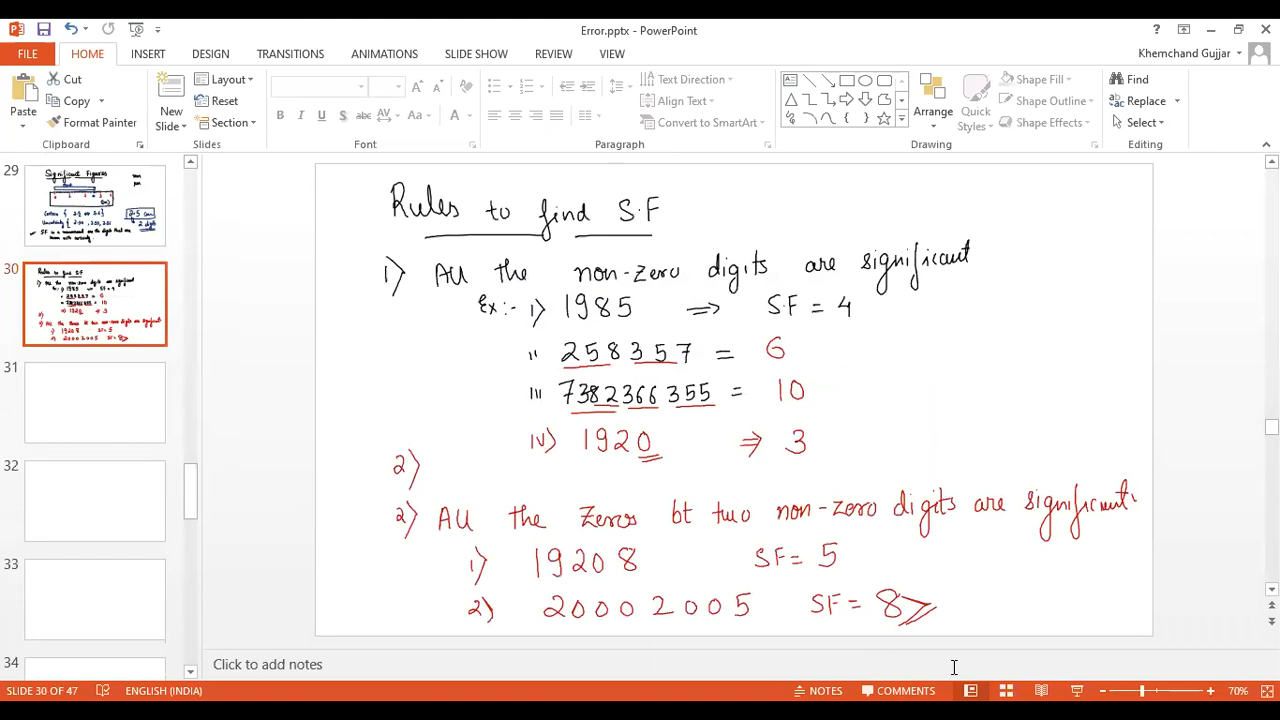 Error.pptx - PowerPoint
FILE HOME INSERT DESIGN TRANSITIONS ANIMATIONS SLIDE SHOW REVIEW VIEW
Khemchand Gujjar
Paste
Cut
Copy
Format Painter
Clipboard
New Slide
Layout
Reset
Section
Slides
B I U S abc AV Aa A
Font
Text Direction
Align Text
Convert to SmartArt
Paragraph
Arrange
Quick Styles
Shape Fill
Shape Outline
Shape Effects
Drawing
Find
Replace
Select
Editing
29
Significant Figures
30
31
32
33
34
Rules to find S.F
1) All the non-zero digits are significant
Ex:- i) 1985 ⇒ S.F = 4
ii 258357 = 6
iii 7382366355 = 10
iv) 1920 ⇒ 3
2)
2) All the Zeros bt two non-zero digits are significant.
1) 19208 SF = 5
2) 20002005 SF = 8
Click to add notes
SLIDE 30 OF 47 ENGLISH (INDIA) NOTES COMMENTS 70%